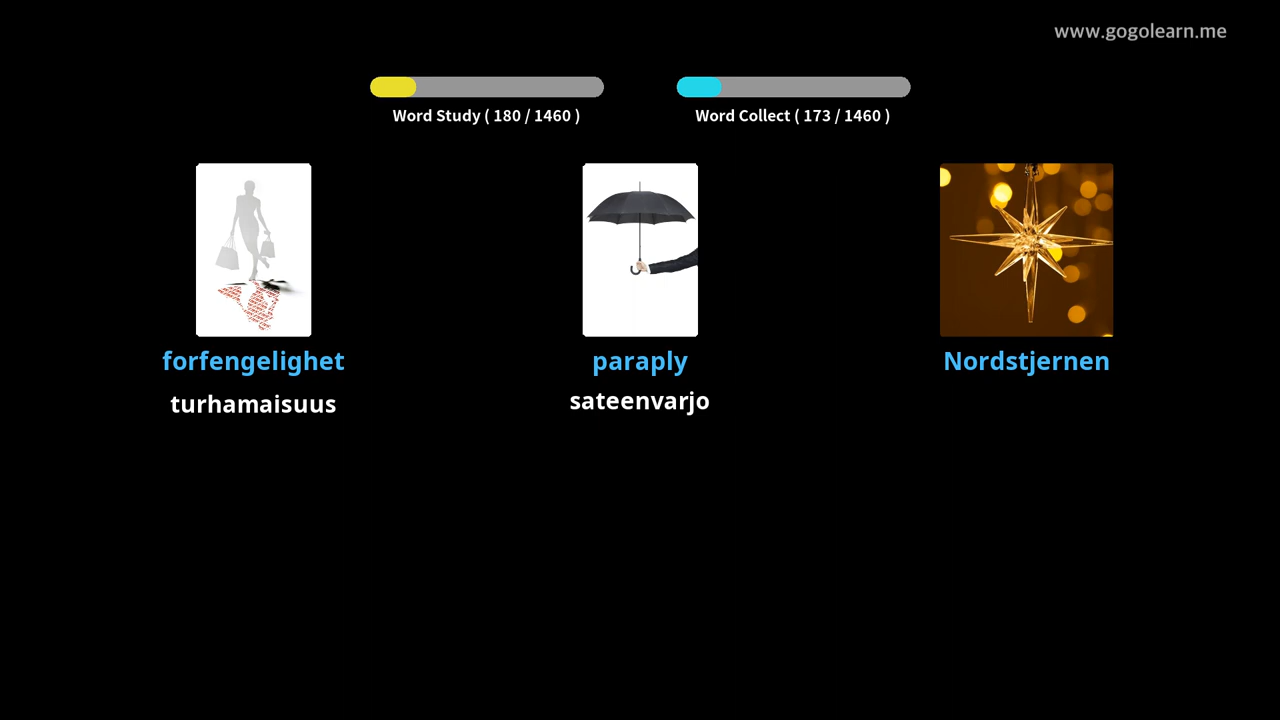 www.gogolearn.me
Word Study ( 180 / 1460 )
Word Collect ( 173 / 1460 )
forfengelighet
paraply
Nordstjernen
turhamaisuus
sateenvarjo